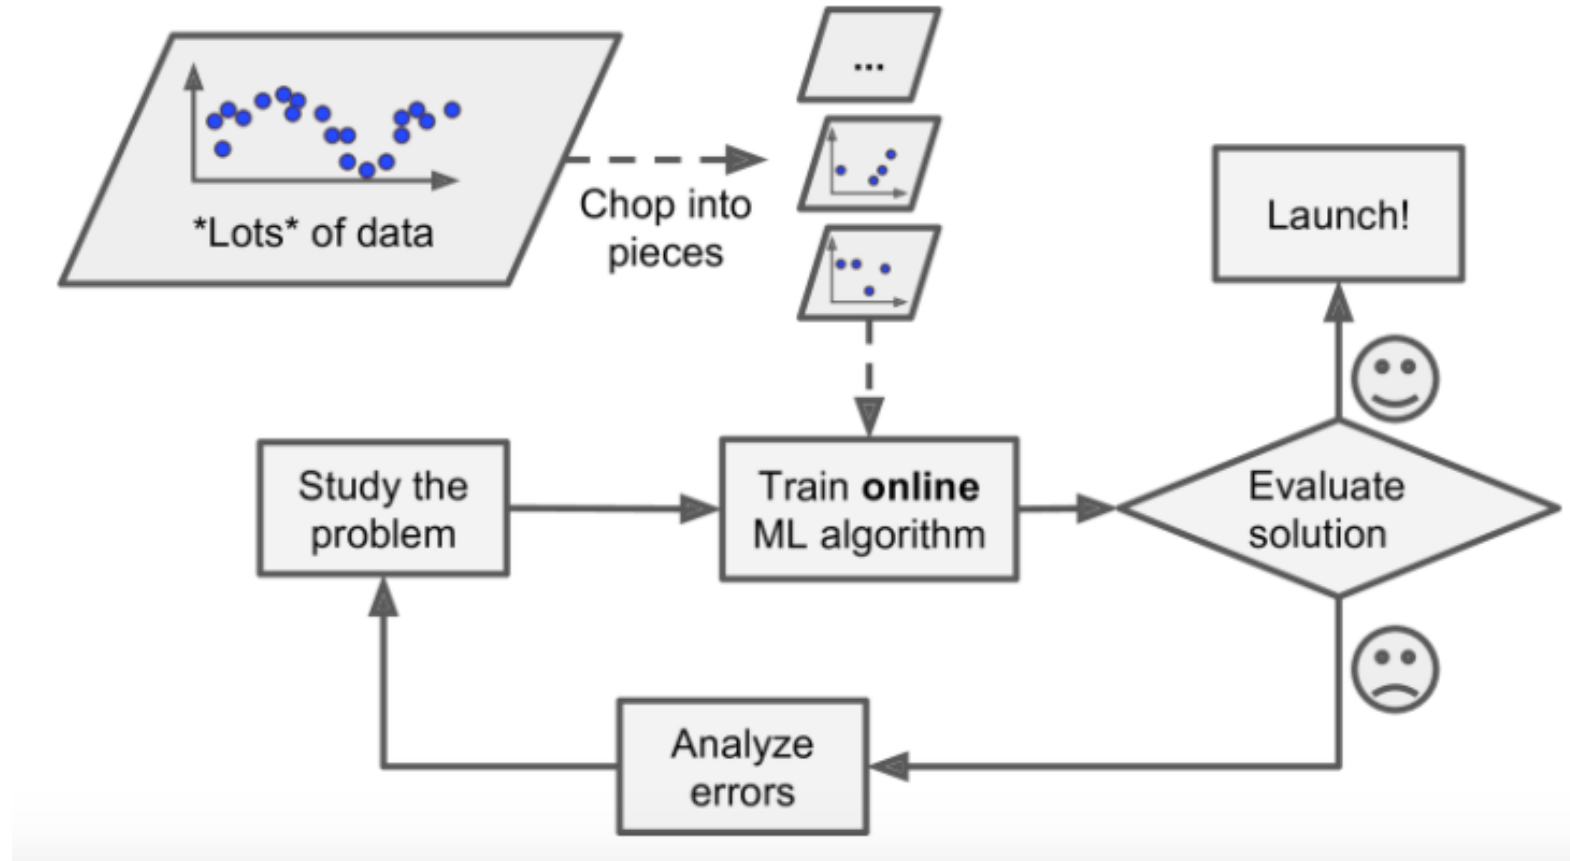 ...
*Lots* of data
Chop into
pieces
Launch!
Study the
problem
Train online
ML algorithm
Evaluate
solution
Analyze
errors